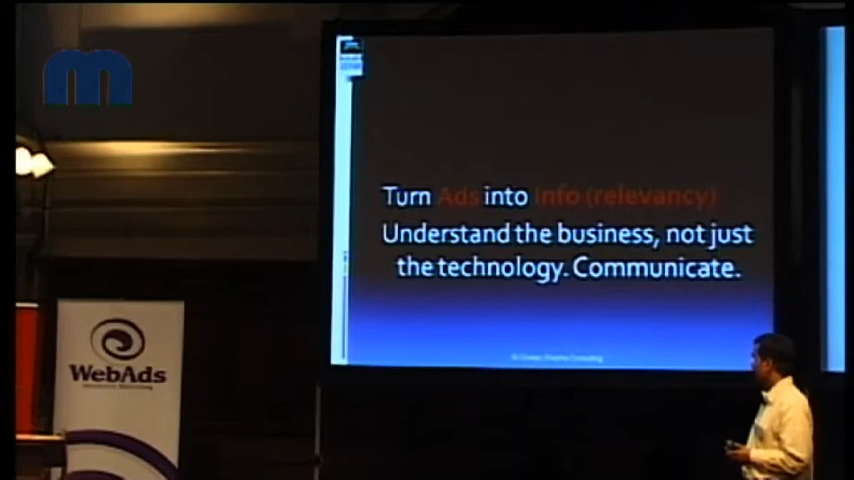 m
Turn Ads into Info (relevancy)
Understand the business, not just
the technology. Communicate.
WebAds